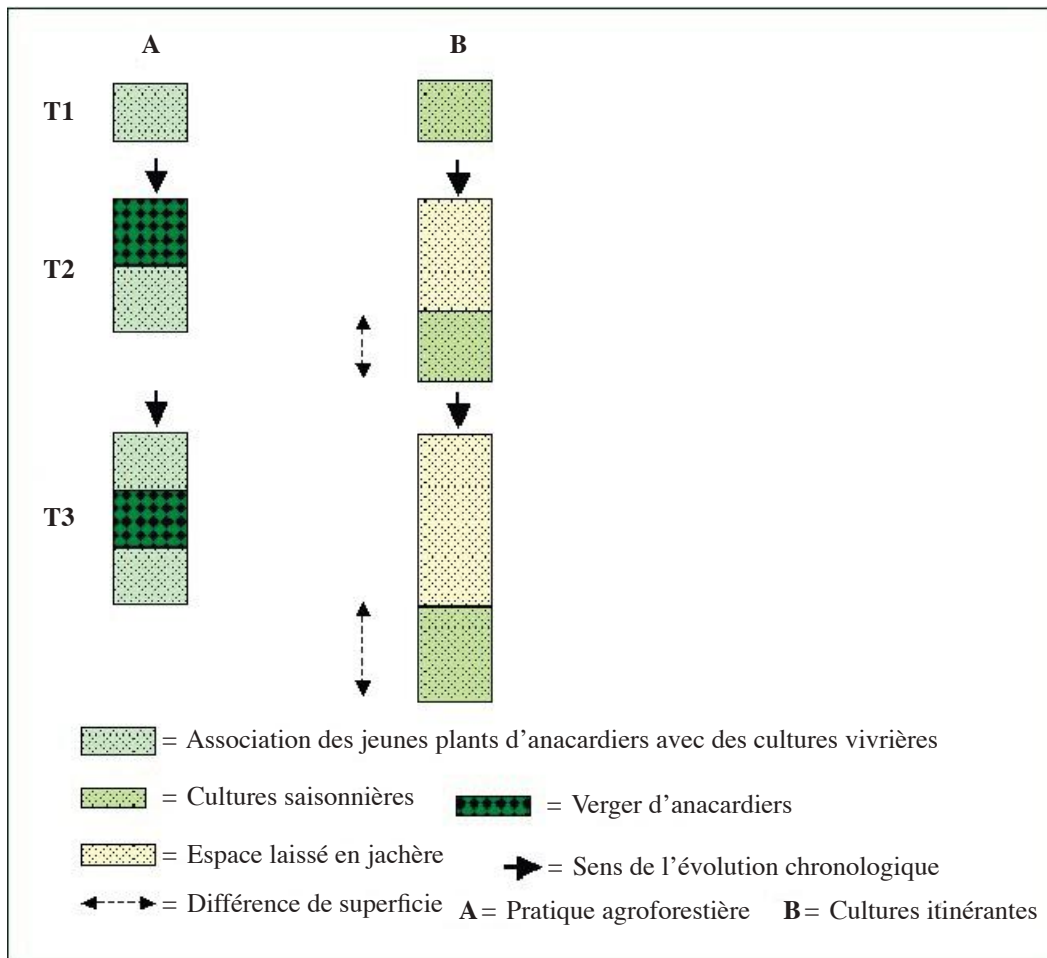 A B
T1
T2
T3
= Association des jeunes plants d'anacardiers avec des cultures vivrières
= Cultures saisonnières = Verger d'anacardiers
= Espace laissé en jachère = Sens de l'évolution chronologique
= Différence de superficie A = Pratique agroforestière B = Cultures itinérantes